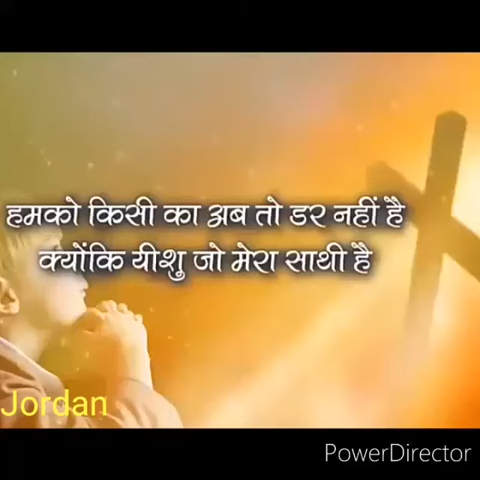 हमको किसी का अब तो डर नहीं है
क्योंकि यीशु जो मेरा साथी है
Jordan
PowerDirector